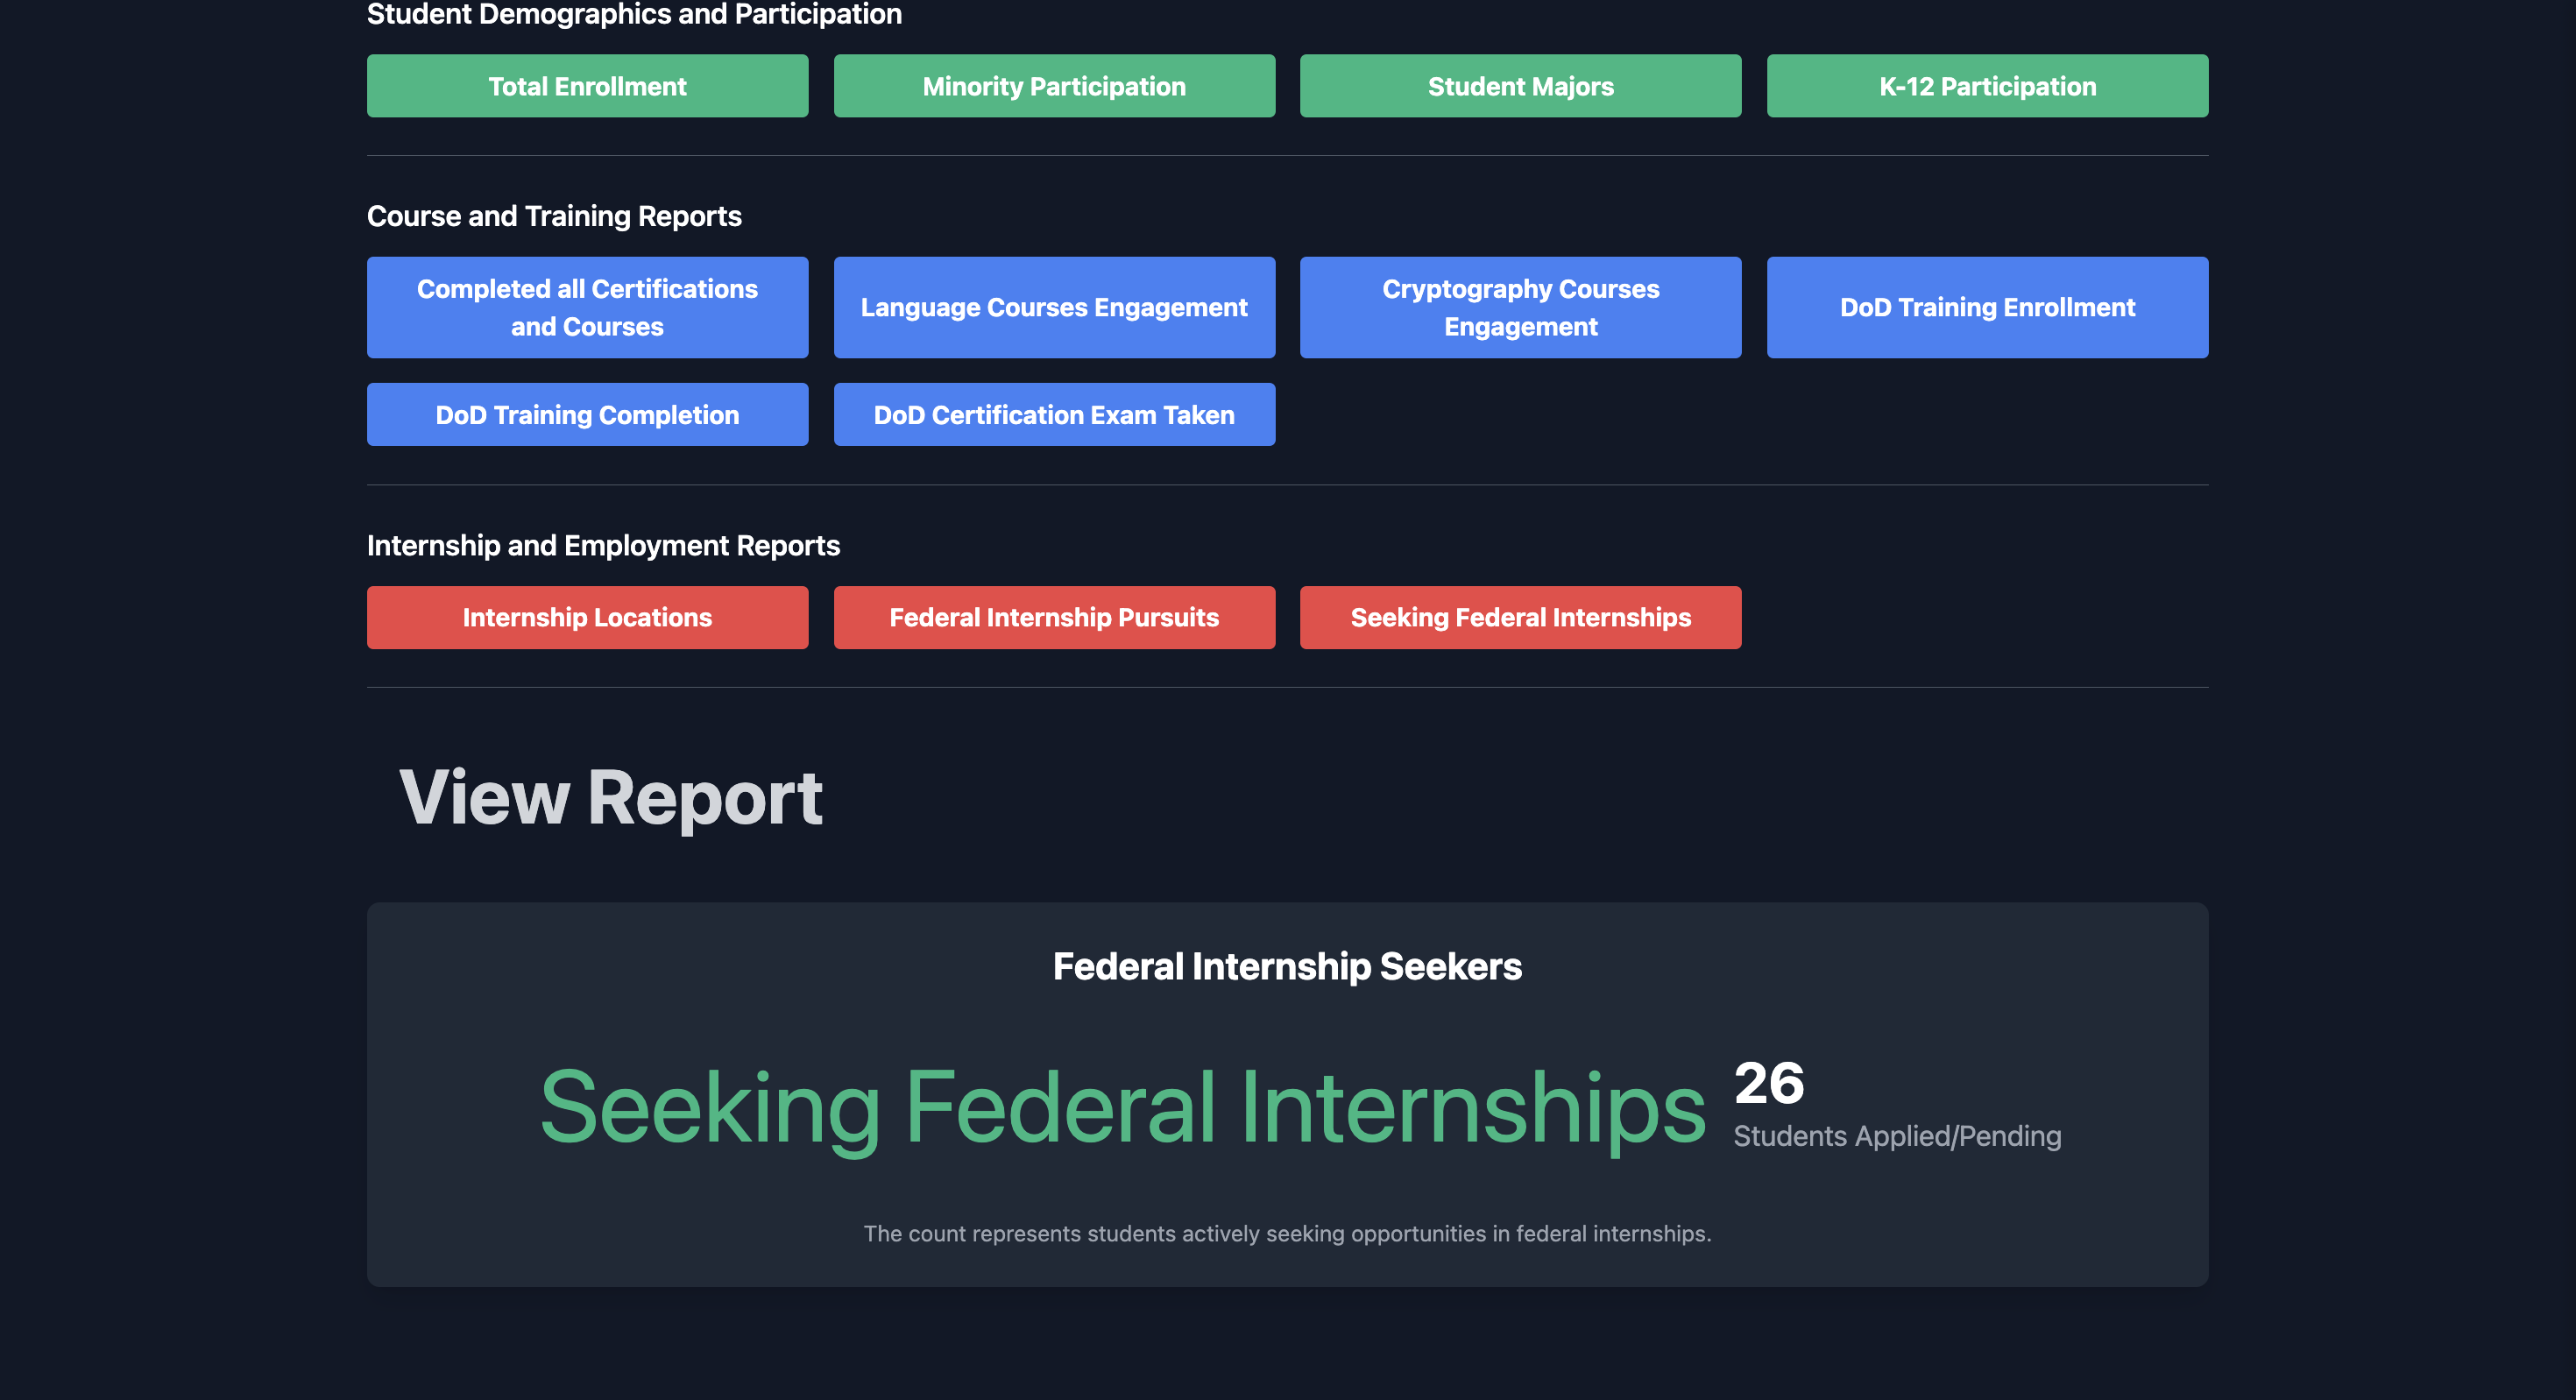 Student Demographics and Participation
Total Enrollment
Minority Participation
Student Majors
K-12 Participation
Course and Training Reports
Completed all Certifications
and Courses
Language Courses Engagement
Cryptography Courses
Engagement
DoD Training Enrollment
DoD Training Completion
DoD Certification Exam Taken
Internship and Employment Reports
Internship Locations
Federal Internship Pursuits
Seeking Federal Internships
View Report
Federal Internship Seekers
Seeking Federal Internships
26
Students Applied/Pending
The count represents students actively seeking opportunities in federal internships.